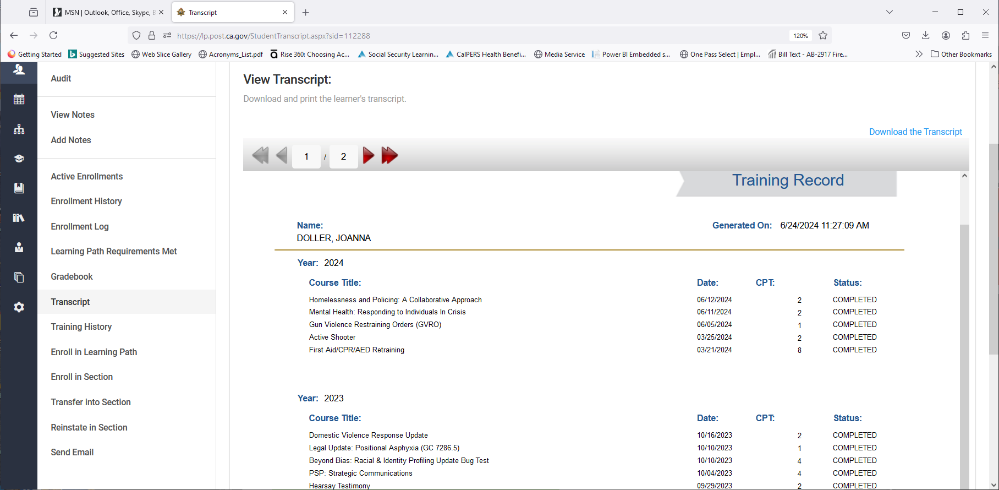 MSN | Outlook, Office, Skype, B
Transcript
https://lp.post.ca.gov/StudentTranscript.aspx?sid=112288
120%
Getting Started
Suggested Sites
Web Slice Gallery
Acronyms_List.pdf
Rise 360: Choosing Ac...
Social Security Learnin...
CalPERS Health Benefi...
Media Service
Power BI Embedded s...
One Pass Select | Empl...
Bill Text - AB-2917 Fire...
Other Bookmarks
Audit
View Notes
Add Notes
Active Enrollments
Enrollment History
Enrollment Log
Learning Path Requirements Met
Gradebook
Transcript
Training History
Enroll in Learning Path
Enroll in Section
Transfer into Section
Reinstate in Section
Send Email
View Transcript:
Download and print the learner's transcript.
Download the Transcript
1 / 2
Training Record
Name: Generated On: 6/24/2024 11:27:09 AM
DOLLER, JOANNA
Year: 2024
Course Title: Date: CPT: Status:
Homelessness and Policing: A Collaborative Approach 06/12/2024 2 COMPLETED
Mental Health: Responding to Individuals In Crisis 06/11/2024 2 COMPLETED
Gun Violence Restraining Orders (GVRO) 06/05/2024 1 COMPLETED
Active Shooter 03/25/2024 2 COMPLETED
First Aid/CPR/AED Retraining 03/21/2024 8 COMPLETED
Year: 2023
Course Title: Date: CPT: Status:
Domestic Violence Response Update 10/16/2023 2 COMPLETED
Legal Update: Positional Asphyxia (GC 7286.5) 10/10/2023 1 COMPLETED
Beyond Bias: Racial & Identity Profiling Update Bug Test 10/10/2023 4 COMPLETED
PSP: Strategic Communications 10/04/2023 4 COMPLETED
Hearsay Testimony 09/29/2023 2 COMPLETED